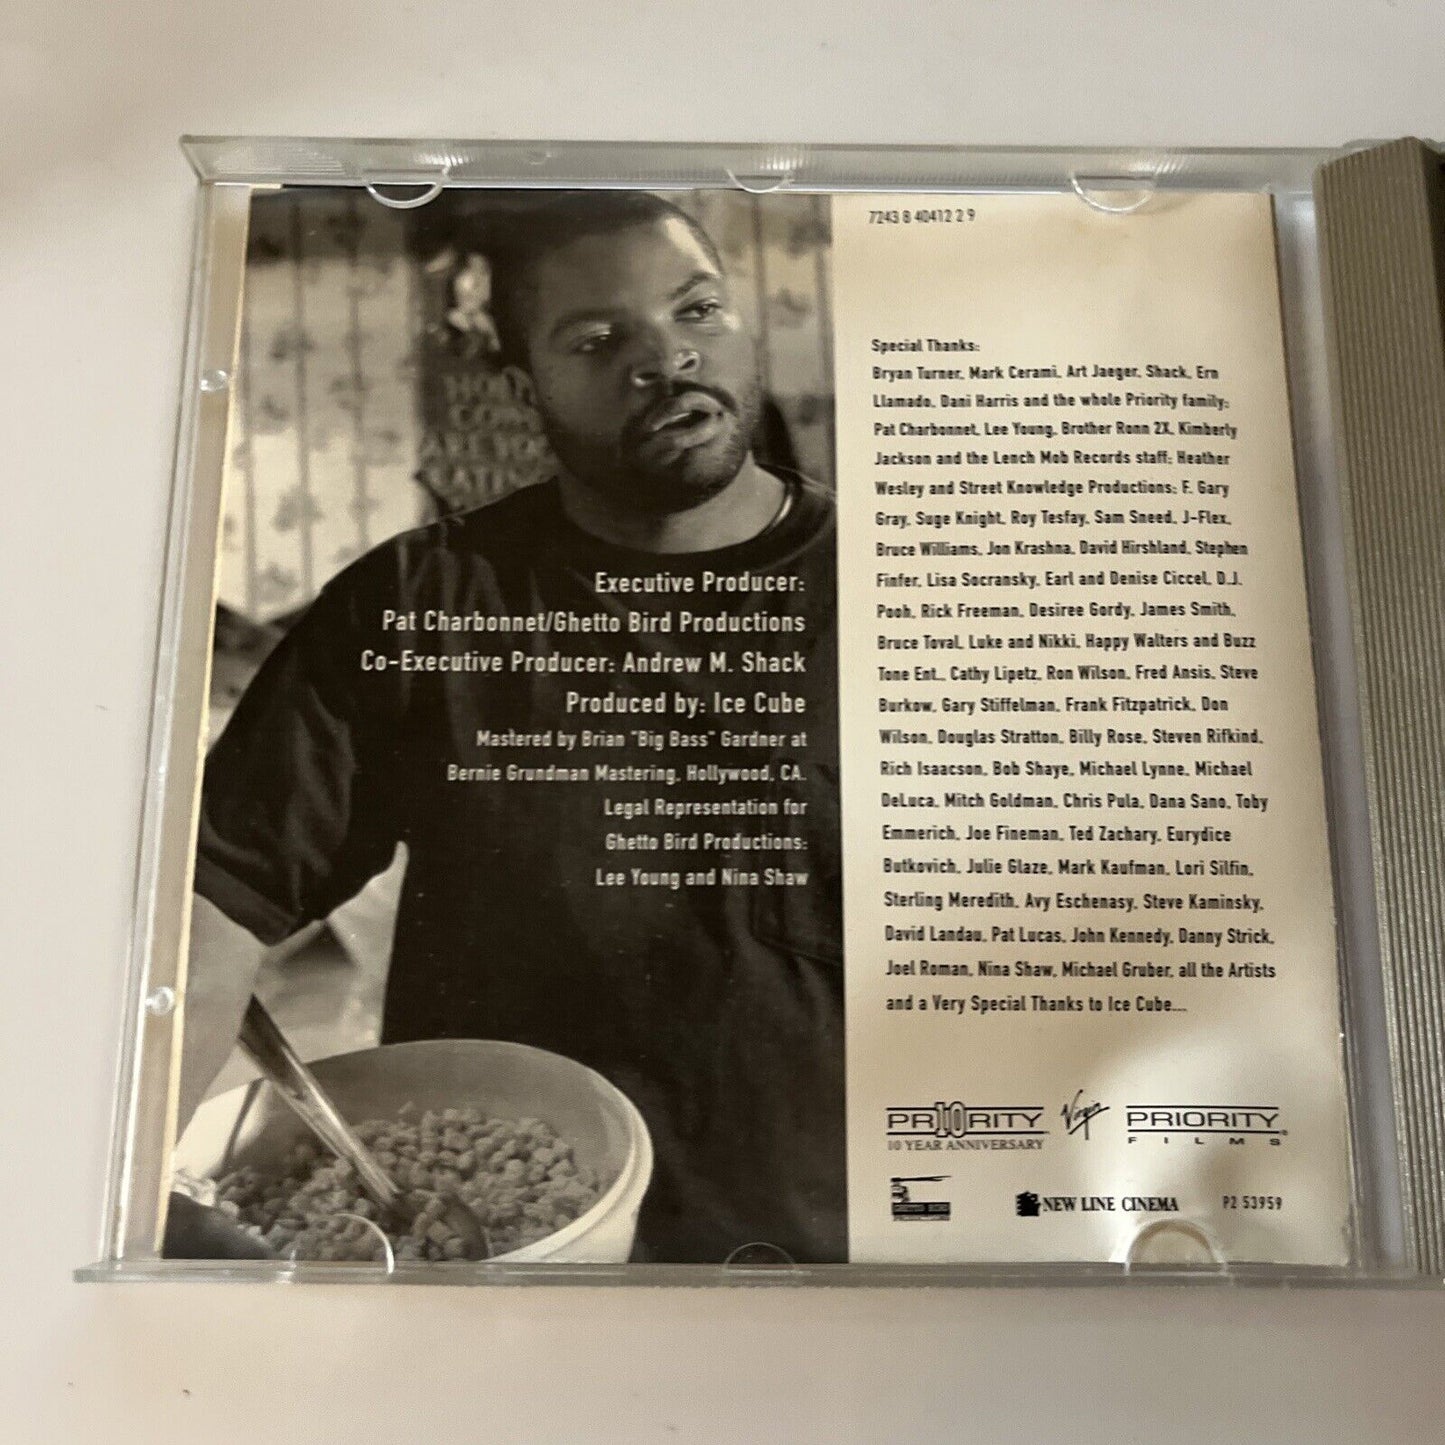 Executive Producer:
Pat Charbonnet/Ghetto Bird Productions
Co-Executive Producer: Andrew M. Shack
Produced by: Ice Cube
Mastered by Brian "Big Bass" Gardner at
Bernie Grundman Mastering, Hollywood, CA.
Legal Representation for
Ghetto Bird Productions:
Lee Young and Nina Shaw
7243 8 40412 2 9
Special Thanks:
Bryan Turner, Mark Cerami, Art Jaeger, Shack, Ern
Llamado, Dani Harris and the whole Priority family;
Pat Charbonnet, Lee Young, Brother Ronn 2X, Kimberly
Jackson and the Lench Mob Records staff; Heather
Wesley and Street Knowledge Productions; F. Gary
Gray, Suge Knight, Roy Tesfay, Sam Sneed, J-Flex,
Bruce Williams, Jon Krashna, David Hirshland, Stephen
Finfer, Lisa Socransky, Earl and Denise Ciccel, D.J.
Pooh, Rick Freeman, Desiree Gordy, James Smith,
Bruce Toval, Luke and Nikki, Happy Walters and Buzz
Tone Ent., Cathy Lipetz, Ron Wilson, Fred Ansis, Steve
Burkow, Gary Stiffelman, Frank Fitzpatrick, Don
Wilson, Douglas Stratton, Billy Rose, Steven Rifkind,
Rich Isaacson, Bob Shaye, Michael Lynne, Michael
DeLuca, Mitch Goldman, Chris Pula, Dana Sano, Toby
Emmerich, Joe Fineman, Ted Zachary, Eurydice
Butkovich, Julie Glaze, Mark Kaufman, Lori Silfin,
Sterling Meredith, Avy Eschenasy, Steve Kaminsky,
David Landau, Pat Lucas, John Kennedy, Danny Strick,
Joel Roman, Nina Shaw, Michael Gruber, all the Artists
and a Very Special Thanks to Ice Cube...
PR10RITY
10 YEAR ANNIVERSARY
Virgin
PRIORITY
FILMS
NEW LINE CINEMA
P2 53959